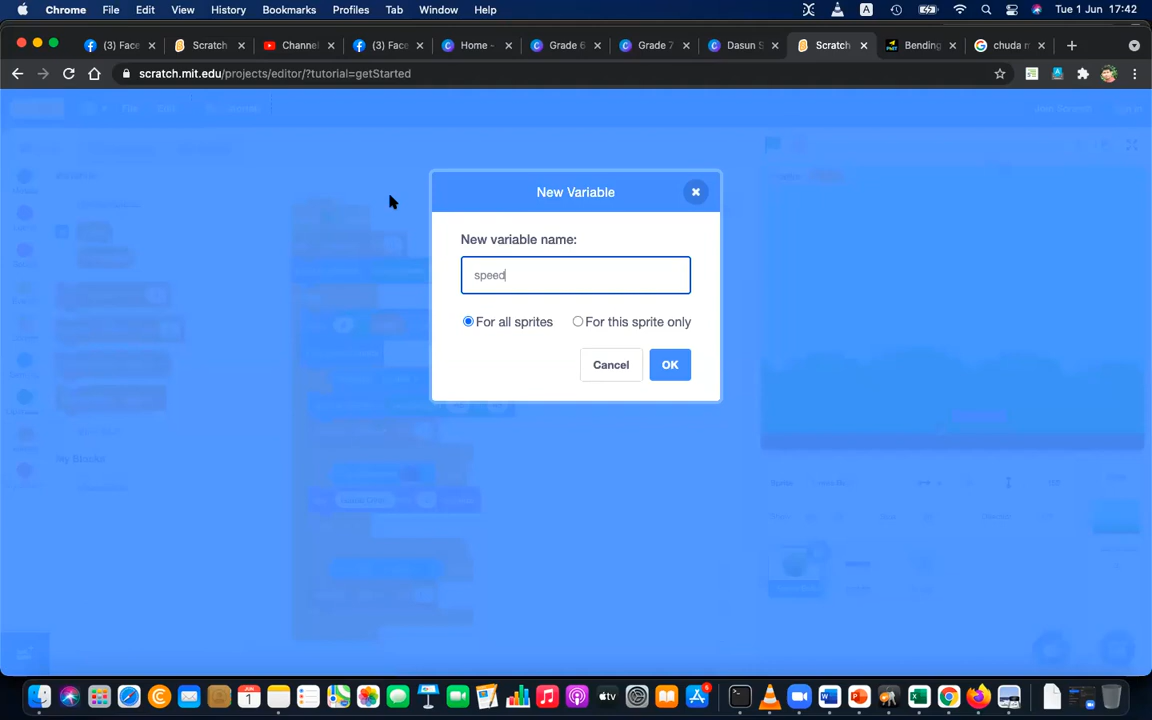 Chrome File Edit View History Bookmarks Profiles Tab Window Help A Tue 1 Jun 17:42
(3) Face Scratch Channel (3) Face Home - Grade 6 Grade 7 Dasun S Scratch Bending chuda m
scratch.mit.edu/projects/editor/?tutorial=getStarted
New Variable
New variable name:
speed
For all sprites For this sprite only
Cancel OK
My Blocks